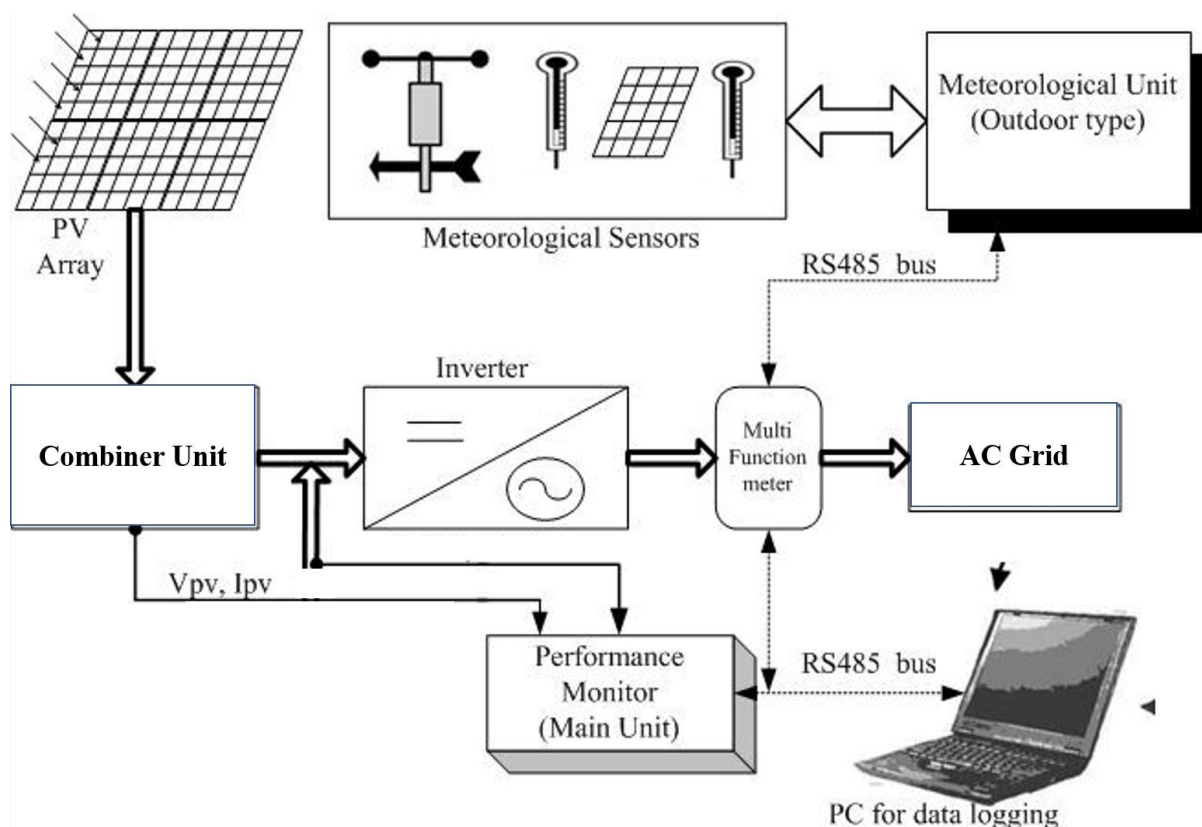 Meteorological Unit
(Outdoor type)
PV
Array
Meteorological Sensors
RS485 bus
Inverter
Combiner Unit
Multi
Function
meter
AC Grid
Vpv, Ipv
Performance
Monitor
(Main Unit)
RS485 bus
PC for data logging